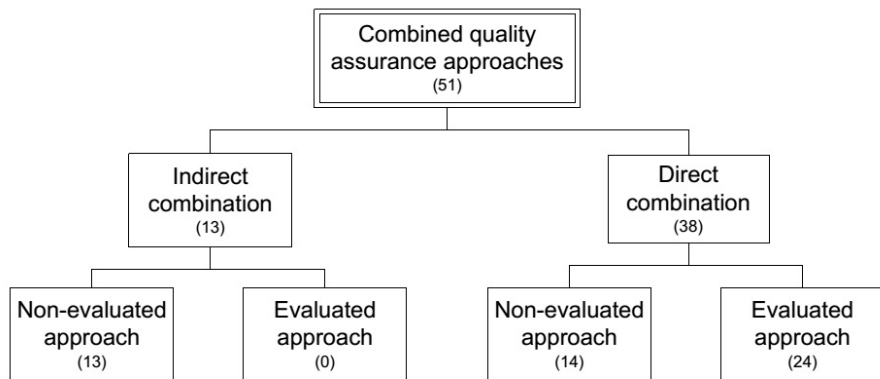 Combined quality
assurance approaches
(51)
Indirect
combination
(13)
Direct
combination
(38)
Non-evaluated
approach
(13)
Evaluated
approach
(0)
Non-evaluated
approach
(14)
Evaluated
approach
(24)